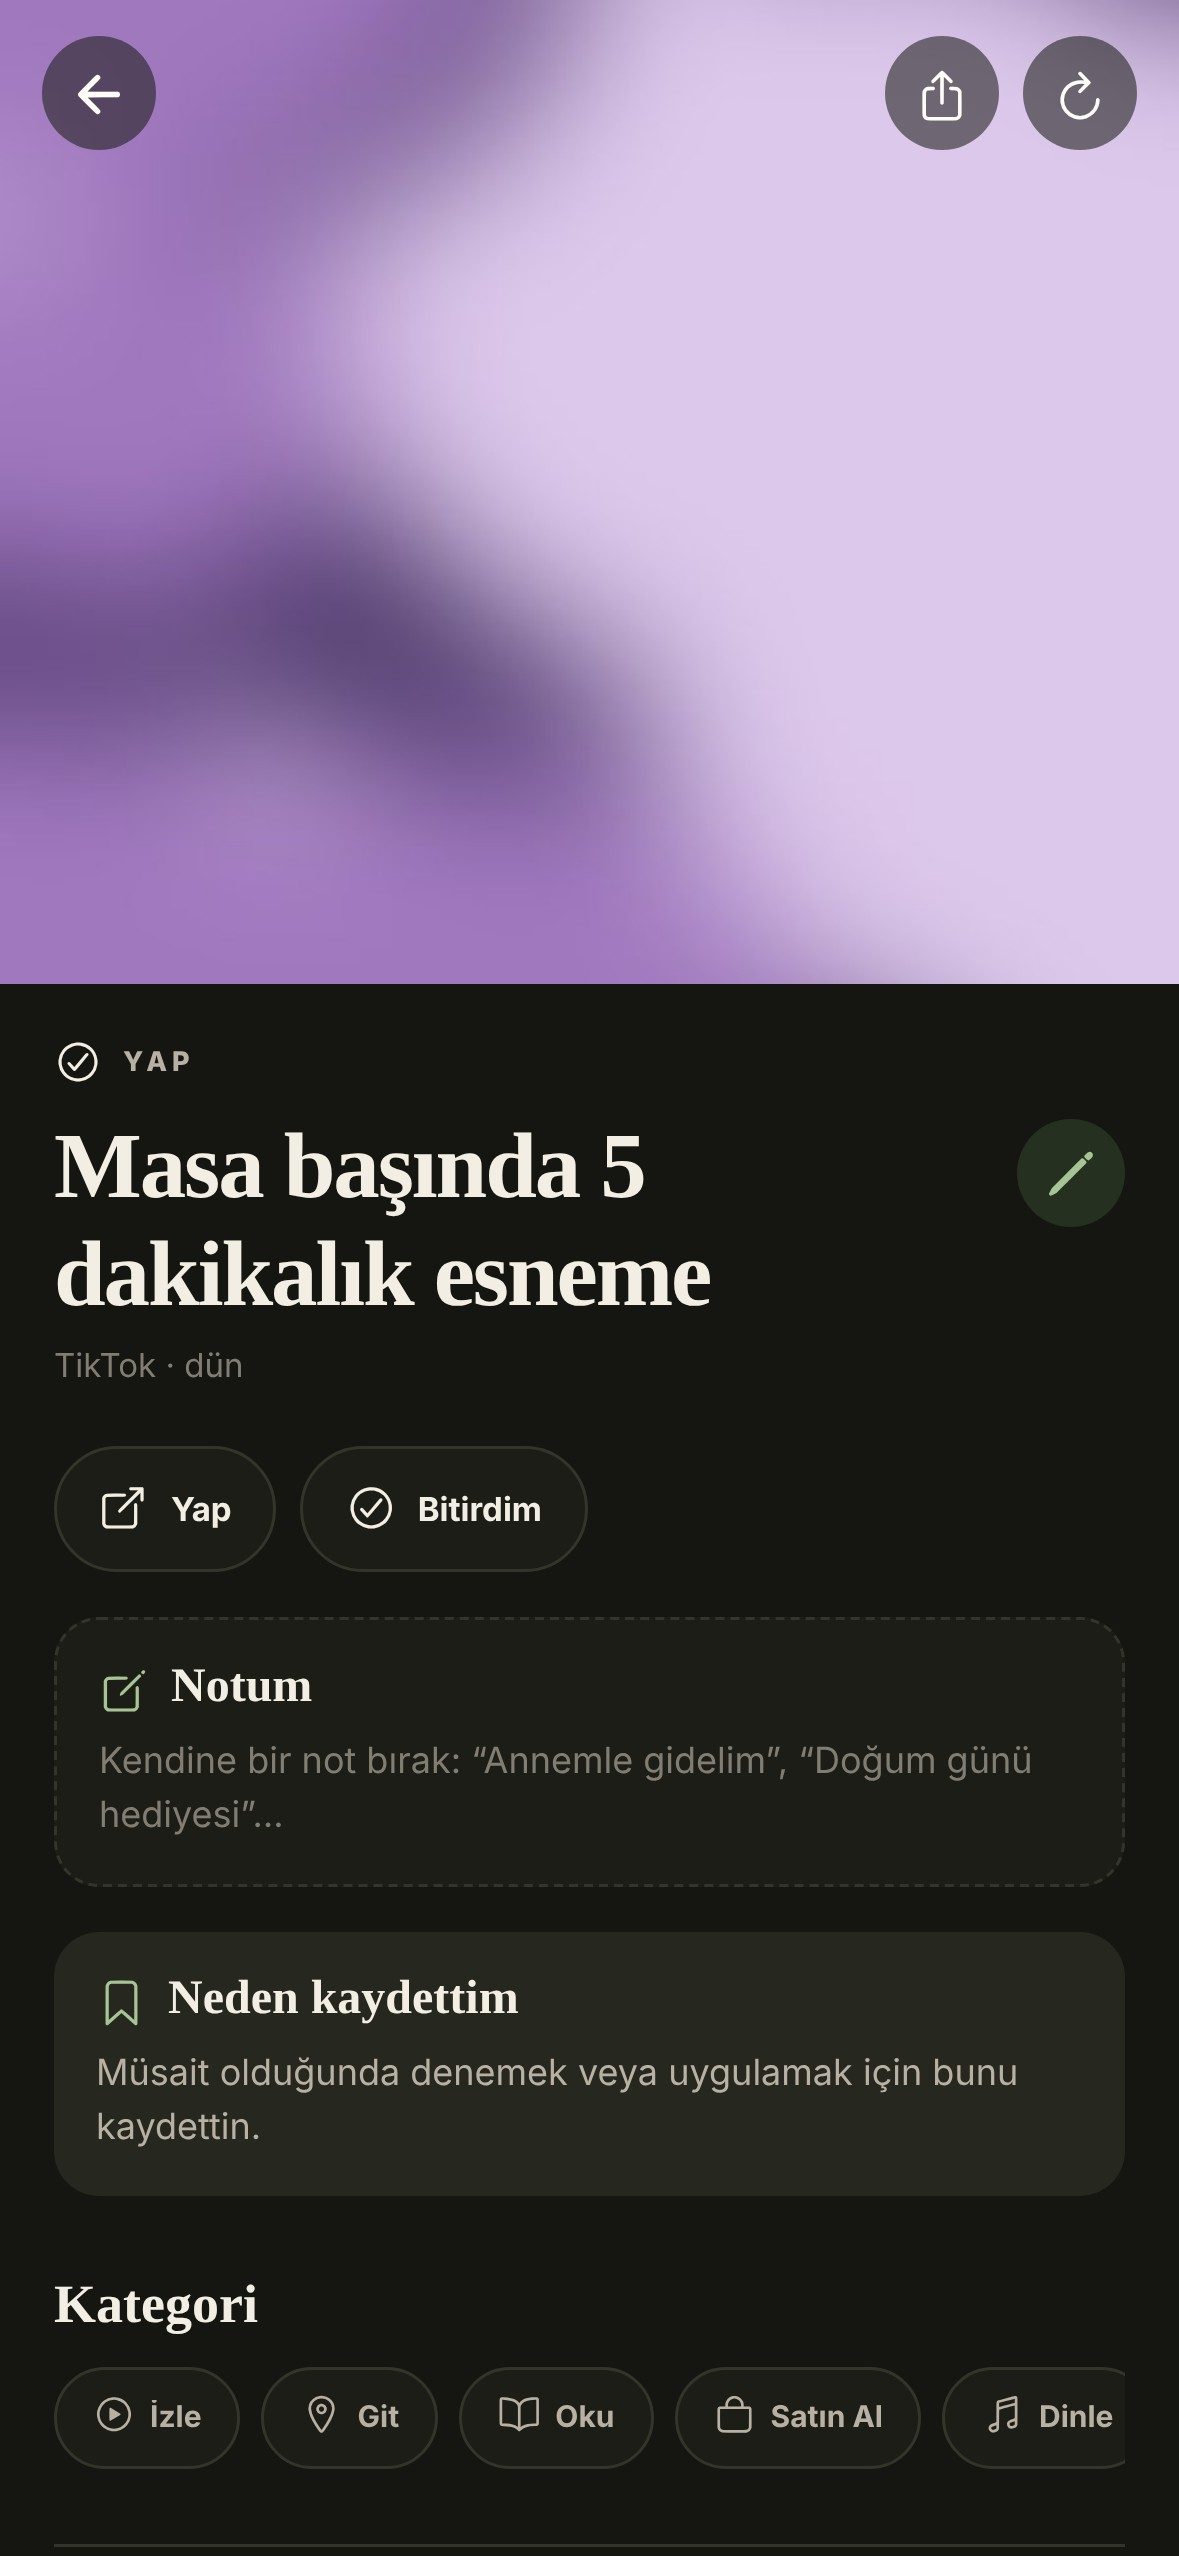 YAP
Masa başında 5
dakikalık esneme
TikTok · dün
Yap
Bitirdim
Notum
Kendine bir not bırak: “Annemle gidelim”, “Doğum günü
hediyesi”...
Neden kaydettim
Müsait olduğunda denemek veya uygulamak için bunu
kaydettin.
Kategori
İzle
Git
Oku
Satın Al
Dinle